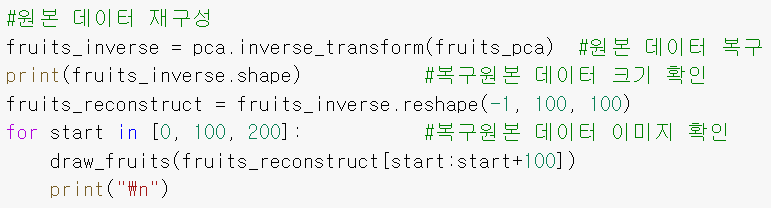 #원본 데이터 재구성
fruits_inverse = pca.inverse_transform(fruits_pca)  #원본 데이터 복구
print(fruits_inverse.shape)          #복구원본 데이터 크기 확인
fruits_reconstruct = fruits_inverse.reshape(-1, 100, 100)
for start in [0, 100, 200]:          #복구원본 데이터 이미지 확인
    draw_fruits(fruits_reconstruct[start:start+100])
    print("₩n")